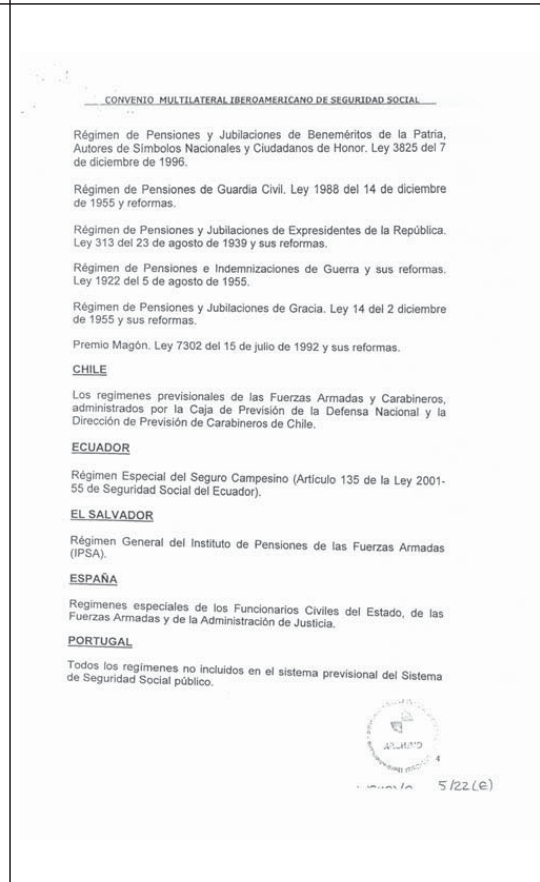 CONVENIO MULTILATERAL IBEROAMERICANO DE SEGURIDAD SOCIAL
Régimen de Pensiones y Jubilaciones de Beneméritos de la Patria,
Autores de Símbolos Nacionales y Ciudadanos de Honor. Ley 3825 del 7
de diciembre de 1996.
Régimen de Pensiones de Guardia Civil. Ley 1988 del 14 de diciembre
de 1955 y reformas.
Régimen de Pensiones y Jubilaciones de Expresidentes de la República.
Ley 313 del 23 de agosto de 1939 y sus reformas.
Régimen de Pensiones e Indemnizaciones de Guerra y sus reformas.
Ley 1922 del 5 de agosto de 1955.
Régimen de Pensiones y Jubilaciones de Gracia. Ley 14 del 2 diciembre
de 1955 y sus reformas.
Premio Magón. Ley 7302 del 15 de julio de 1992 y sus reformas.
CHILE
Los regimenes previsionales de las Fuerzas Armadas y Carabineros,
administrados por la Caja de Previsión de la Defensa Nacional y la
Dirección de Previsión de Carabineros de Chile.
ECUADOR
Régimen Especial del Seguro Campesino (Artículo 135 de la Ley 2001-
55 de Seguridad Social del Ecuador).
EL SALVADOR
Régimen General del Instituto de Pensiones de las Fuerzas Armadas
(IPSA).
ESPAÑA
Regimenes especiales de los Funcionarios Civiles del Estado, de las
Fuerzas Armadas y de la Administración de Justicia.
PORTUGAL
Todos los regímenes no incluidos en el sistema previsional del Sistema
de Seguridad Social público.
4
5/22(e)